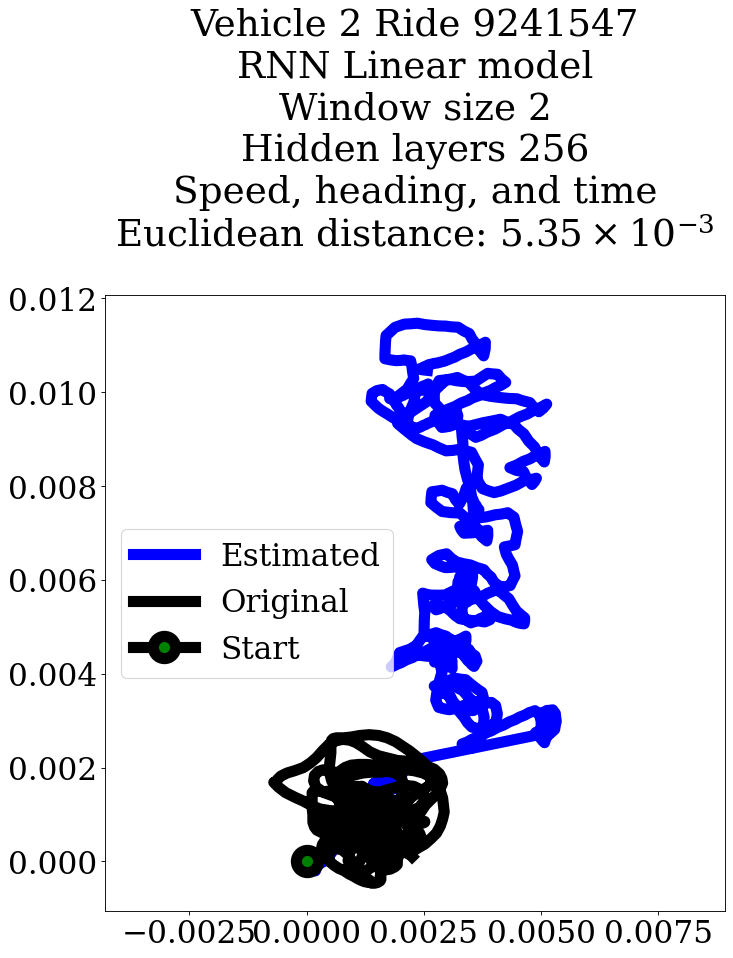 Vehicle 2 Ride 9241547
RNN Linear model
Window size 2
Hidden layers 256
Speed, heading, and time
Euclidean distance: 5.35 × 10⁻³
0.012
0.010
0.008
0.006
0.004
0.002
0.000
Estimated
Original
Start
−0.0025 0.0000 0.0025 0.0050 0.0075